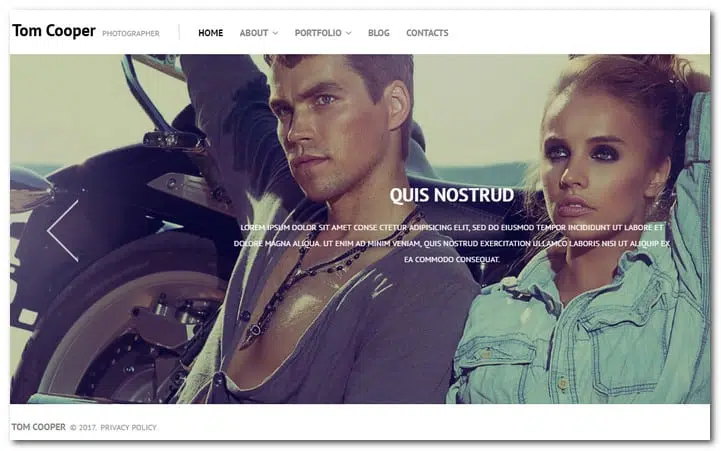 Tom Cooper PHOTOGRAPHER HOME ABOUT PORTFOLIO BLOG CONTACTS
QUIS NOSTRUD
LOREM IPSUM DOLOR SIT AMET CONSE CTETUR ADIPISICING ELIT, SED DO EIUSMOD TEMPOR INCIDIDUNT UT LABORE ET
DOLORE MAGNA ALIQUA. UT ENIM AD MINIM VENIAM, QUIS NOSTRUD EXERCITATION ULLAMCO LABORIS NISI UT ALIQUIP EX
EA COMMODO CONSEQUAT.
TOM COOPER © 2017. PRIVACY POLICY